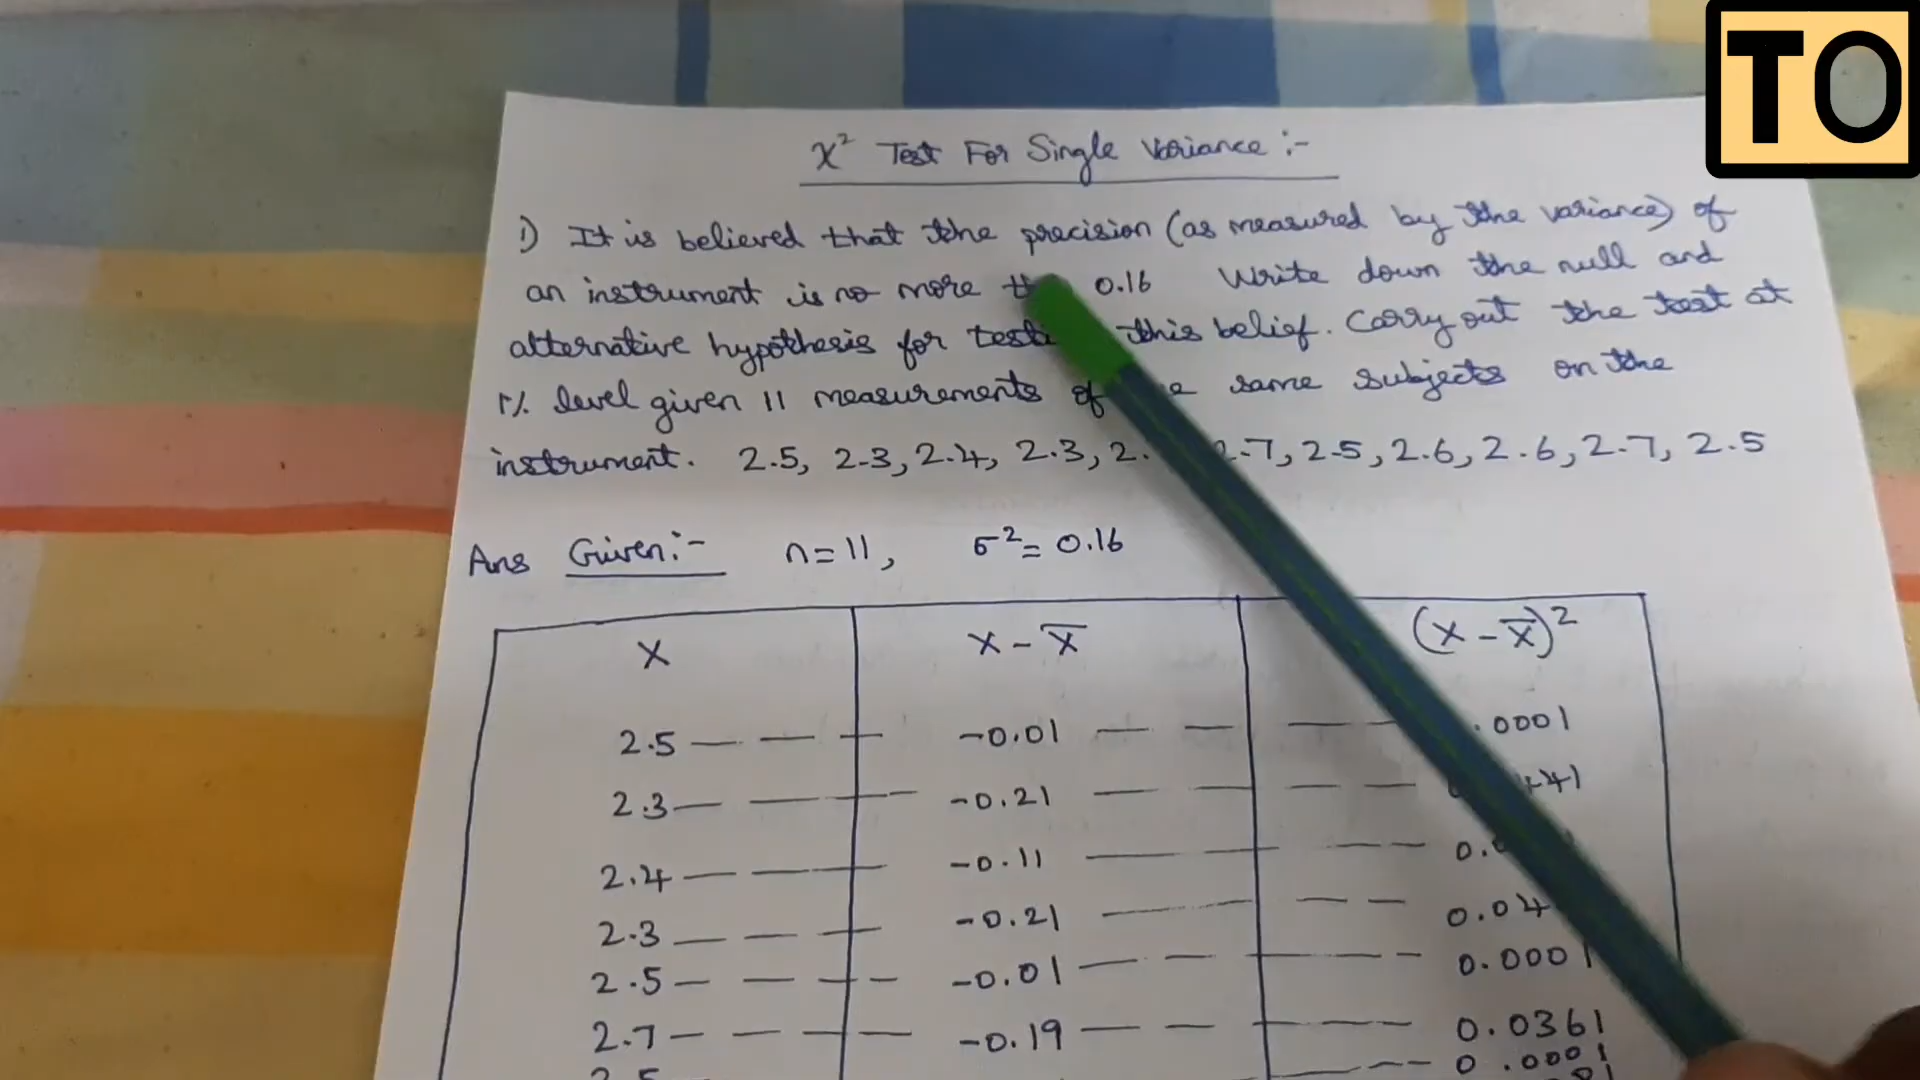 TO
χ² Test For Single Variance :-
1) It is believed that the precision (as measured by the variance) of
an instrument is no more 0.16 Write down the null and
alternative hypothesis for this belief. Carry out the test at
1% level given 11 measurements of same subjects on the
instrument. 2.5, 2.3, 2.4, 2.3, 2.7, 2.5, 2.6, 2.6, 2.7, 2.5
Ans Given:- n = 11, σ² = 0.16
X X - X̅ (X - X̅)²
2.5 -0.01 .0001
2.3 -0.21
2.4 -0.11
2.3 -0.21 0.04
2.5 -0.01 0.0001
2.7 -0.19 0.0361
0.0001